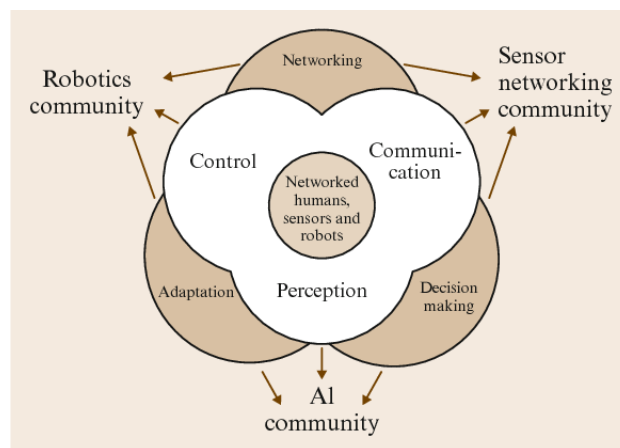 Networking
Robotics
community
Sensor
networking
community
Control
Communi-
cation
Networked
humans,
sensors and
robots
Adaptation
Perception
Decision
making
AI
community